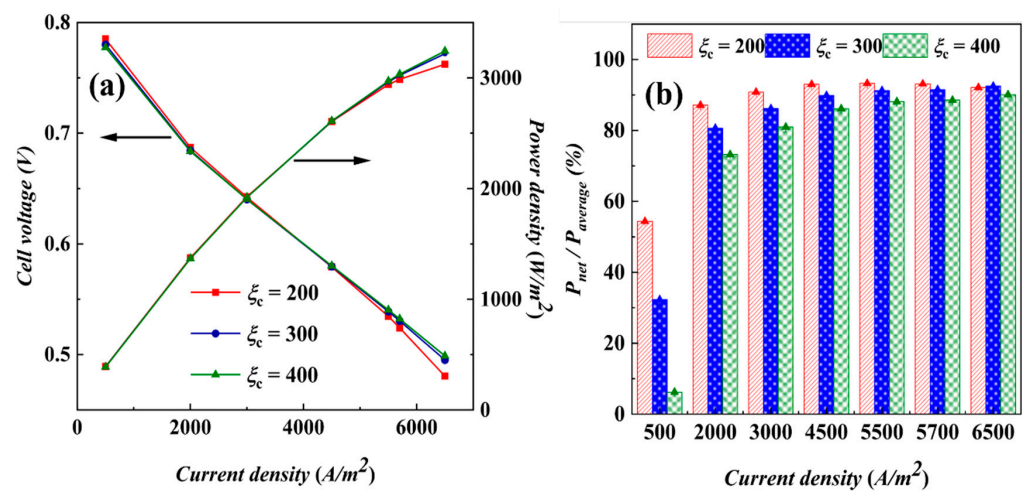 (a)
Cell voltage (V)
0.8
0.7
0.6
0.5
ξc = 200
ξc = 300
ξc = 400
0 2000 4000 6000
Current density (A/m²)
3000
2000
1000
0
Power density (W/m²)
(b)
ξc = 200 ξc = 300 ξc = 400
Pnet / Paverage (%)
100
80
60
40
20
0
500 2000 3000 4500 5500 5700 6500
Current density (A/m²)